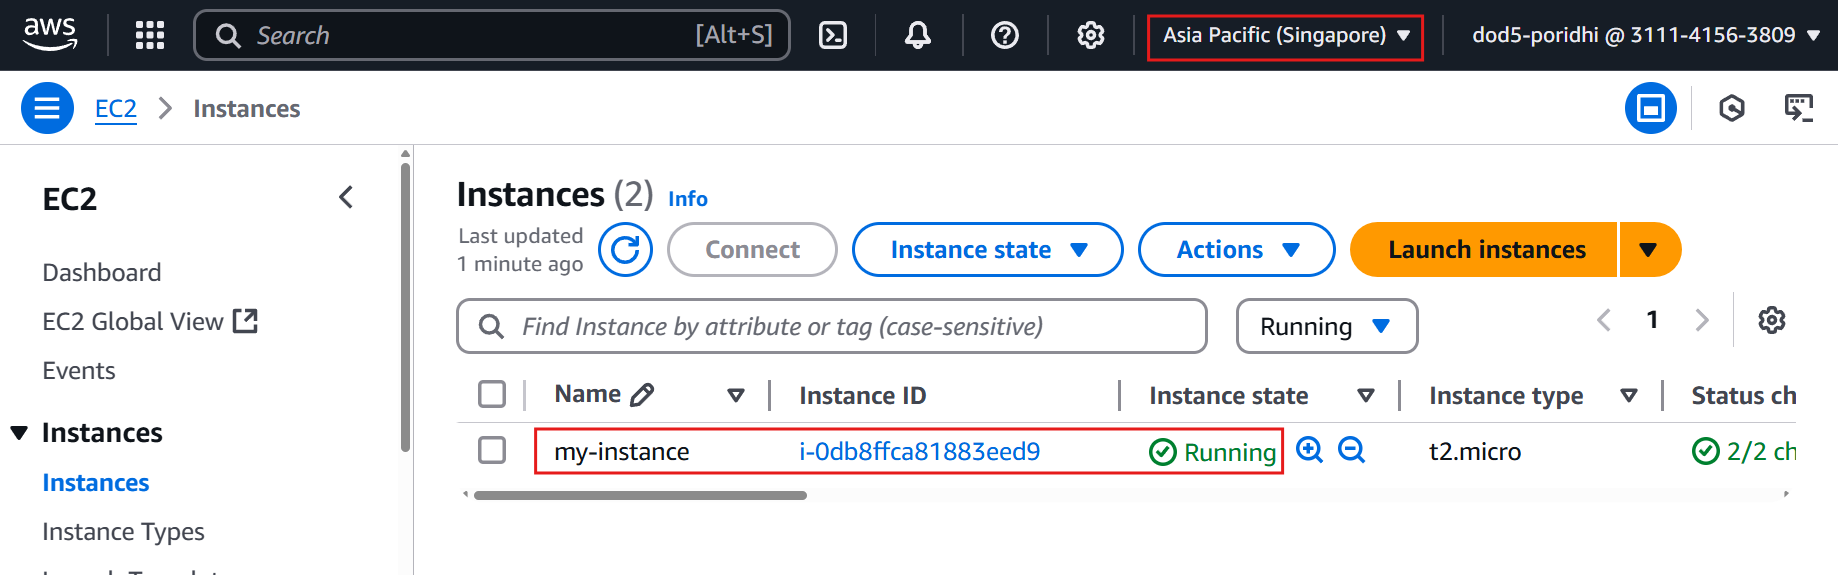 aws
Search [Alt+S]
Asia Pacific (Singapore)
dod5-poridhi @ 3111-4156-3809
EC2 Instances
EC2
Dashboard
EC2 Global View
Events
Instances
Instances
Instance Types
Instances (2) Info
Last updated
1 minute ago
Connect
Instance state
Actions
Launch instances
Find Instance by attribute or tag (case-sensitive)
Running
1
Name Instance ID Instance state Instance type Status ch
my-instance i-0db8ffca81883eed9 Running t2.micro 2/2 ch